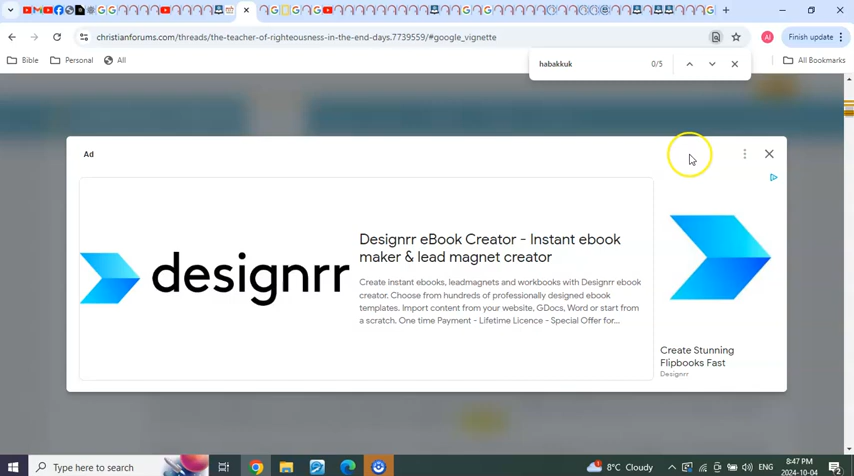 christianforums.com/threads/the-teacher-of-righteousness-in-the-end-days.7739559/#google_vignette
AI
Finish update
Bible
Personal
All
habakkuk
0/5
All Bookmarks
Ad
designrr
Designrr eBook Creator - Instant ebook
maker & lead magnet creator
Create instant ebooks, leadmagnets and workbooks with Designrr ebook
creator. Choose from hundreds of professionally designed ebook
templates. Import content from your website, GDocs, Word or start from
a scratch. One time Payment - Lifetime Licence - Special Offer for...
Create Stunning
Flipbooks Fast
Designrr
Type here to search
8°C Cloudy
ENG
8:47 PM
2024-10-04
2